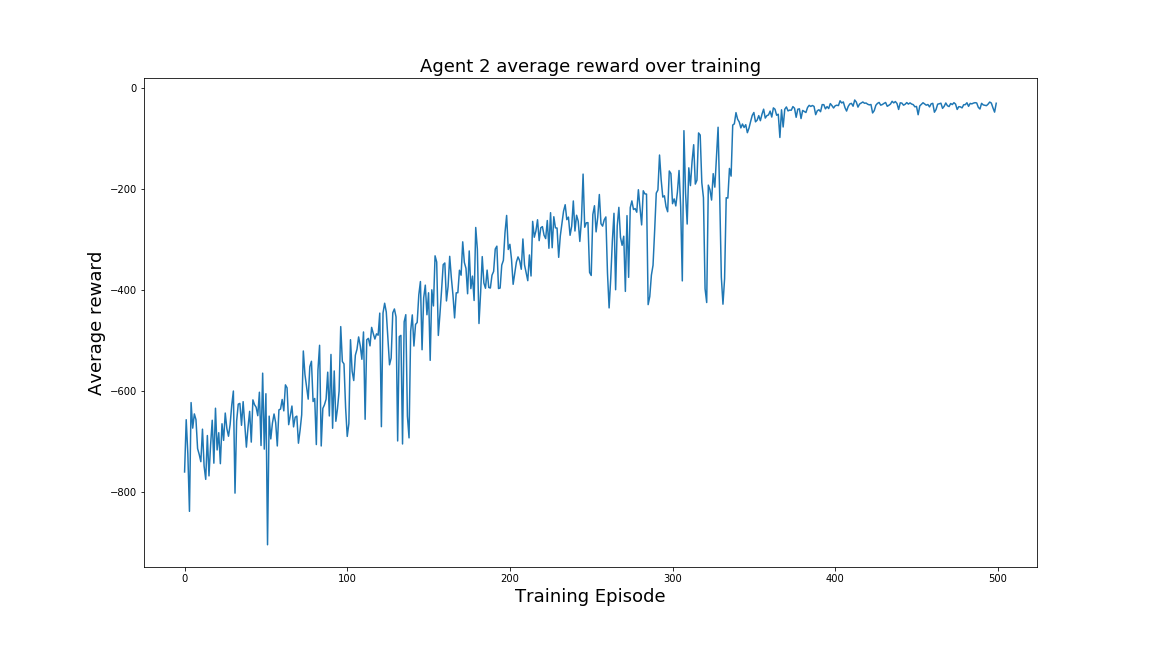 Agent 2 average reward over training
0
−200
−400
−600
−800
Average reward
0 100 200 300 400 500
Training Episode